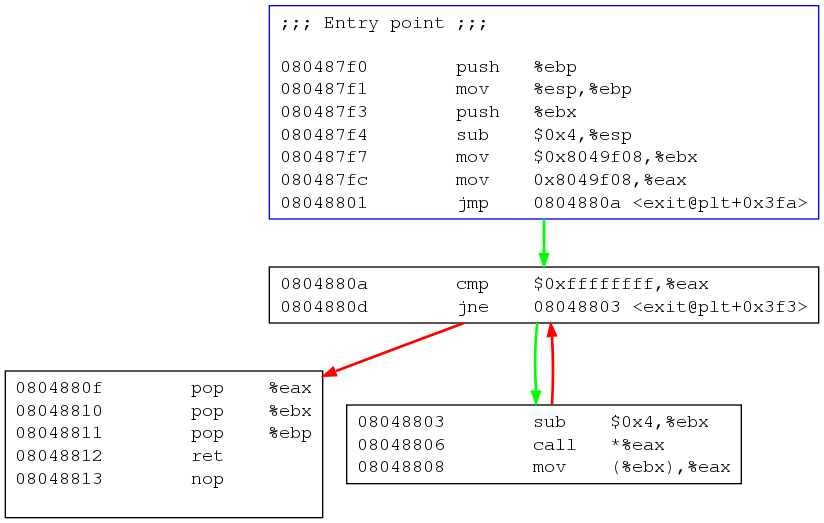 ;;; Entry point ;;;
080487f0 push %ebp
080487f1 mov %esp,%ebp
080487f3 push %ebx
080487f4 sub $0x4,%esp
080487f7 mov $0x8049f08,%ebx
080487fc mov 0x8049f08,%eax
08048801 jmp 0804880a <exit@plt+0x3fa>
0804880a cmp $0xffffffff,%eax
0804880d jne 08048803 <exit@plt+0x3f3>
0804880f pop %eax
08048810 pop %ebx
08048811 pop %ebp
08048812 ret
08048813 nop
08048803 sub $0x4,%ebx
08048806 call *%eax
08048808 mov (%ebx),%eax